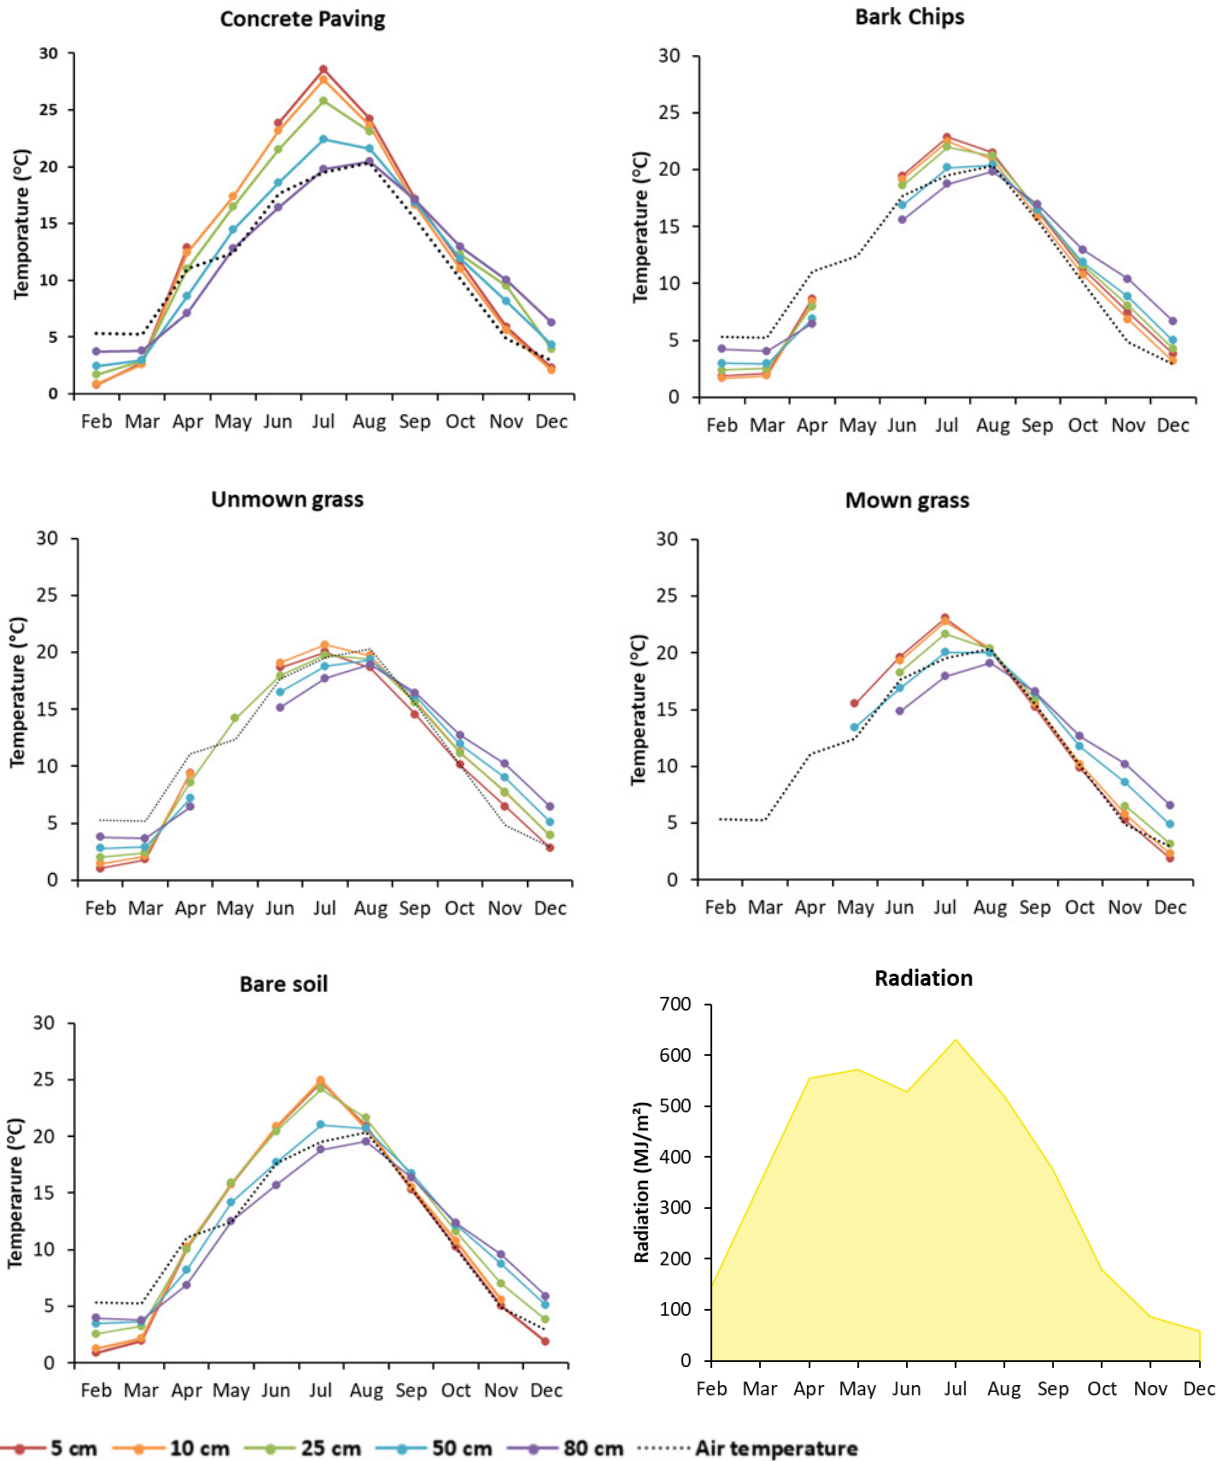 Concrete Paving
Temporature (°C)
30
25
20
15
10
5
0
Feb Mar Apr May Jun Jul Aug Sep Oct Nov Dec
Bark Chips
Temperature (°C)
30
25
20
15
10
5
0
Feb Mar Apr May Jun Jul Aug Sep Oct Nov Dec
Unmown grass
Temperature (°C)
30
25
20
15
10
5
0
Feb Mar Apr May Jun Jul Aug Sep Oct Nov Dec
Mown grass
Temperature (°C)
30
25
20
15
10
5
0
Feb Mar Apr May Jun Jul Aug Sep Oct Nov Dec
Bare soil
Temperarure (°C)
30
25
20
15
10
5
0
Feb Mar Apr May Jun Jul Aug Sep Oct Nov Dec
Radiation
Radiation (MJ/m²)
700
600
500
400
300
200
100
0
Feb Mar Apr May Jun Jul Aug Sep Oct Nov Dec
5 cm 10 cm 25 cm 50 cm 80 cm Air temperature